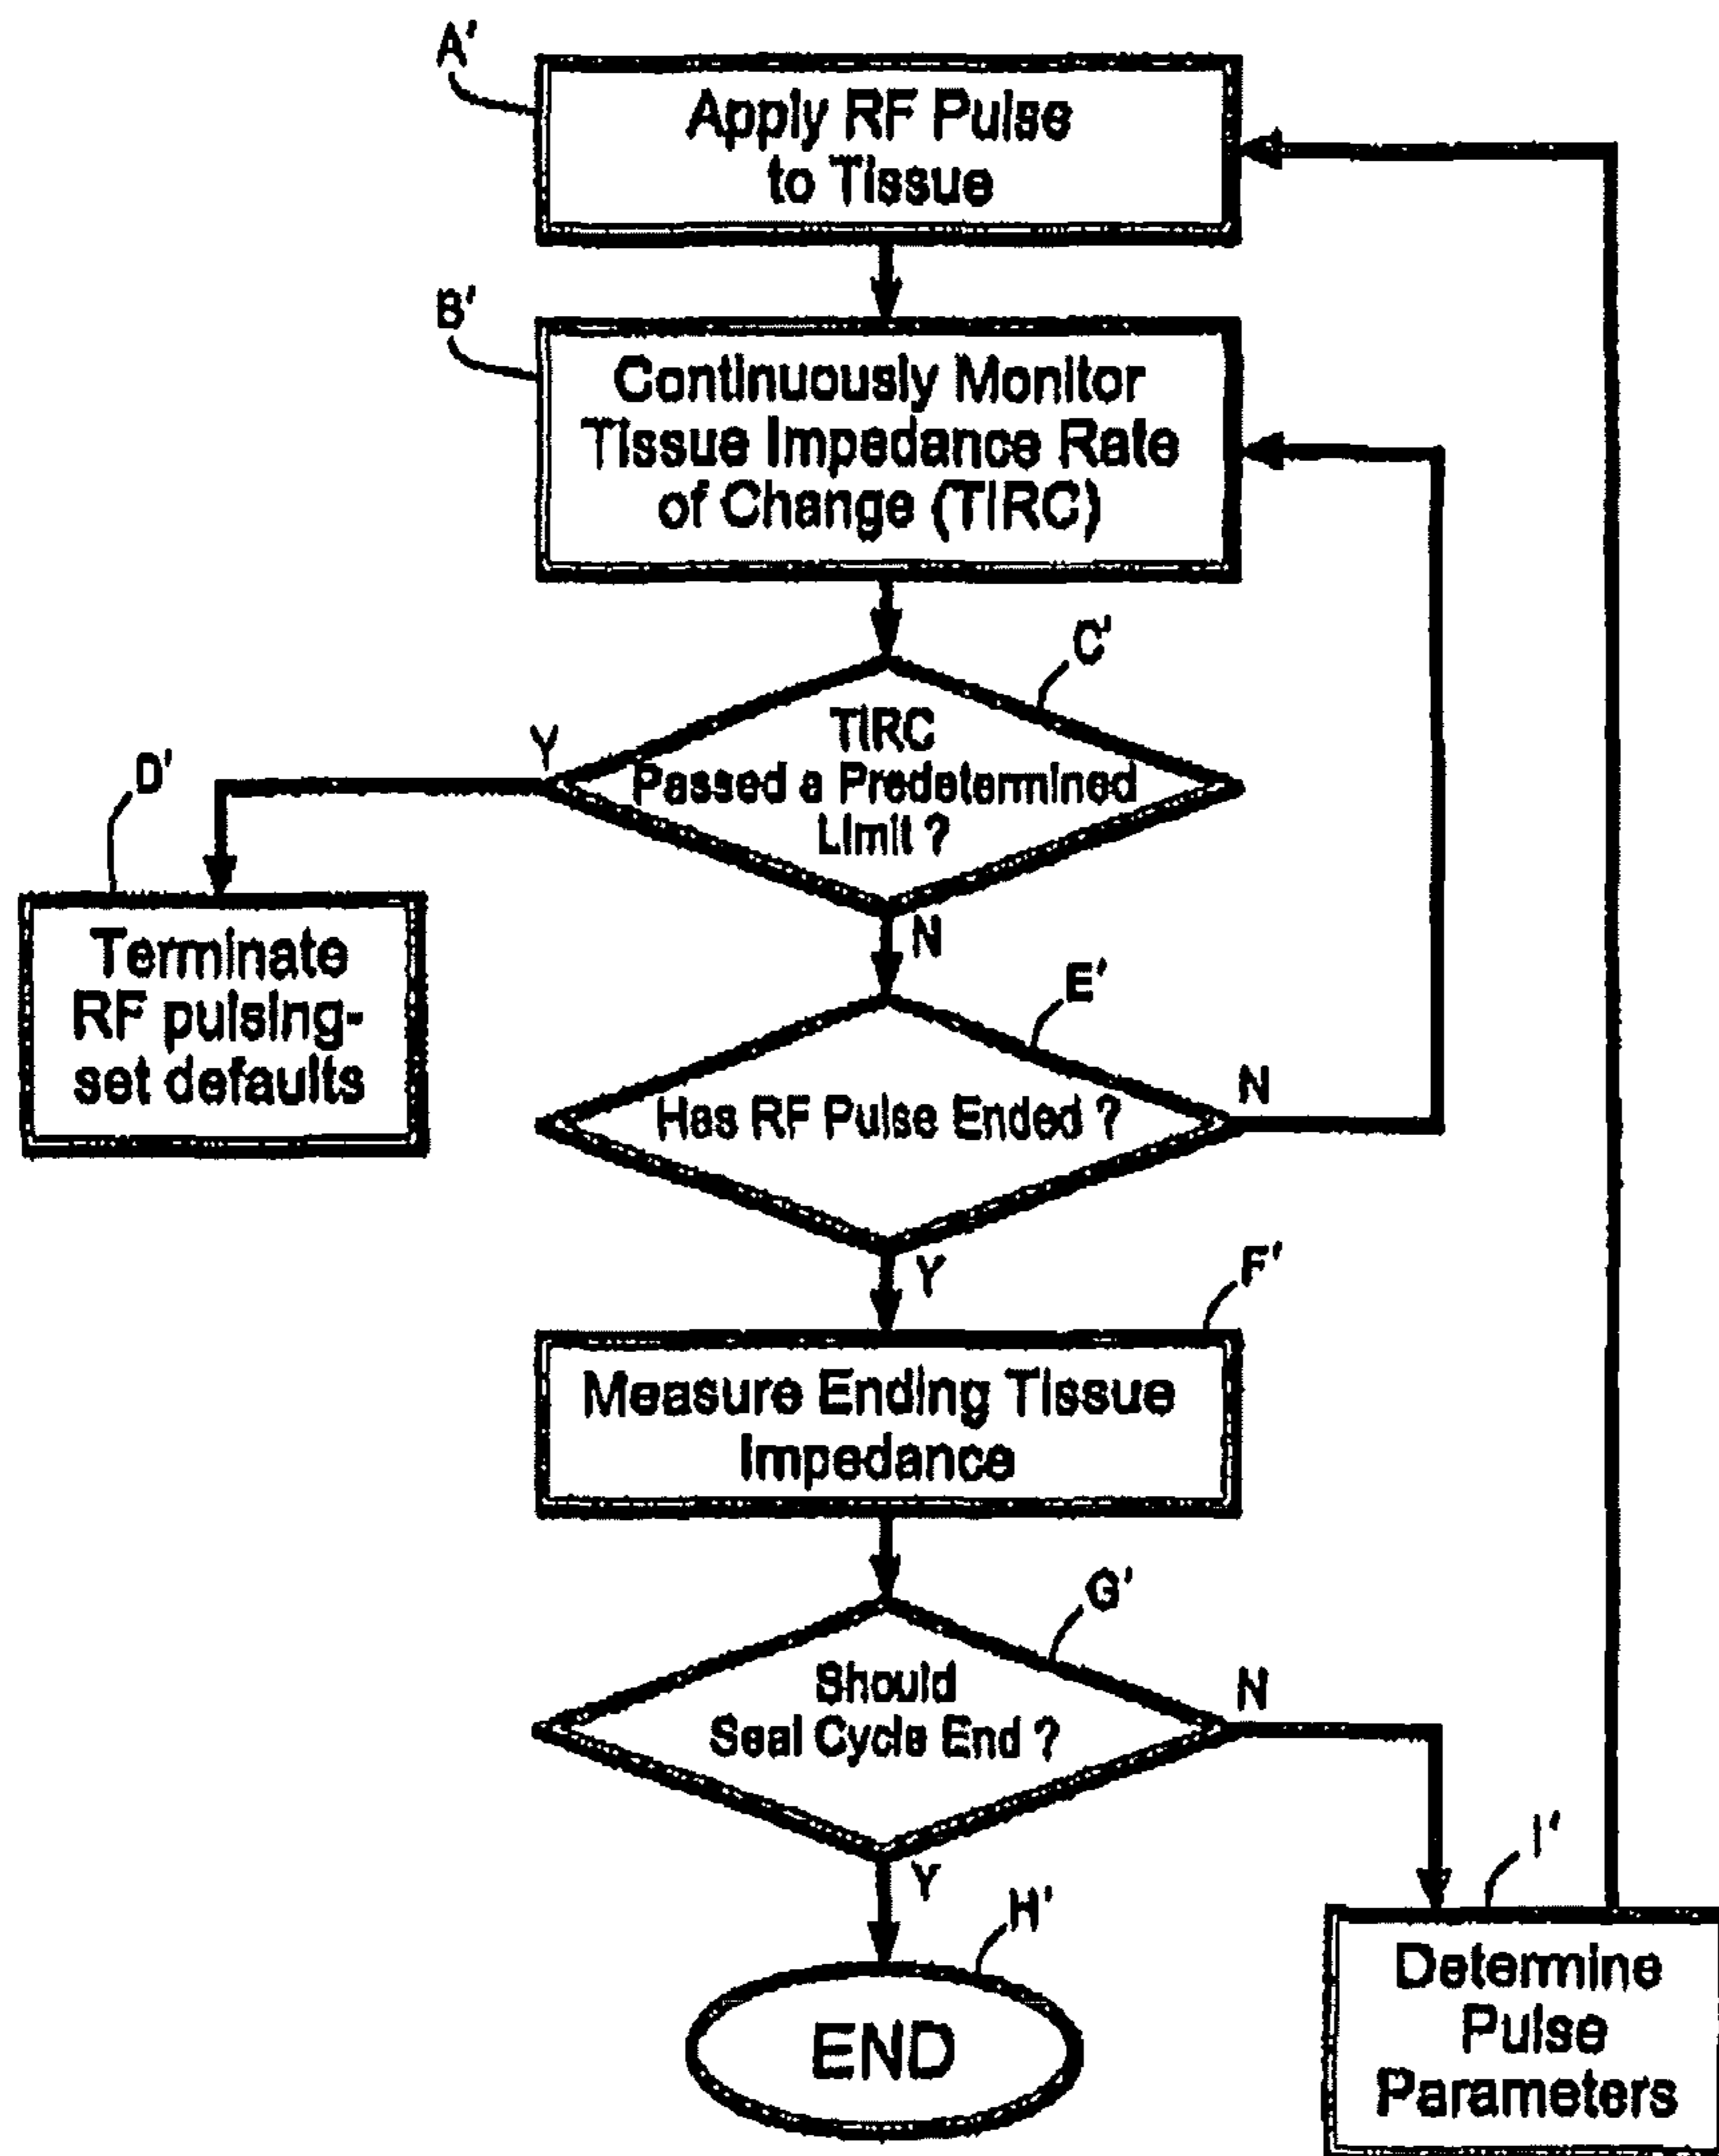 A'
Apply RF Pulse
to Tissue
B'
Continuously Monitor
Tissue Impedance Rate
of Change (TIRC)
C'
TIRC
Passed a Predetermined
Limit ?
Y
N
D'
Terminate
RF pulsing-
set defaults
E'
Has RF Pulse Ended ?
N
Y
F'
Measure Ending Tissue
Impedance
G'
Should
Seal Cycle End ?
N
Y
H'
END
I'
Determine
Pulse
Parameters